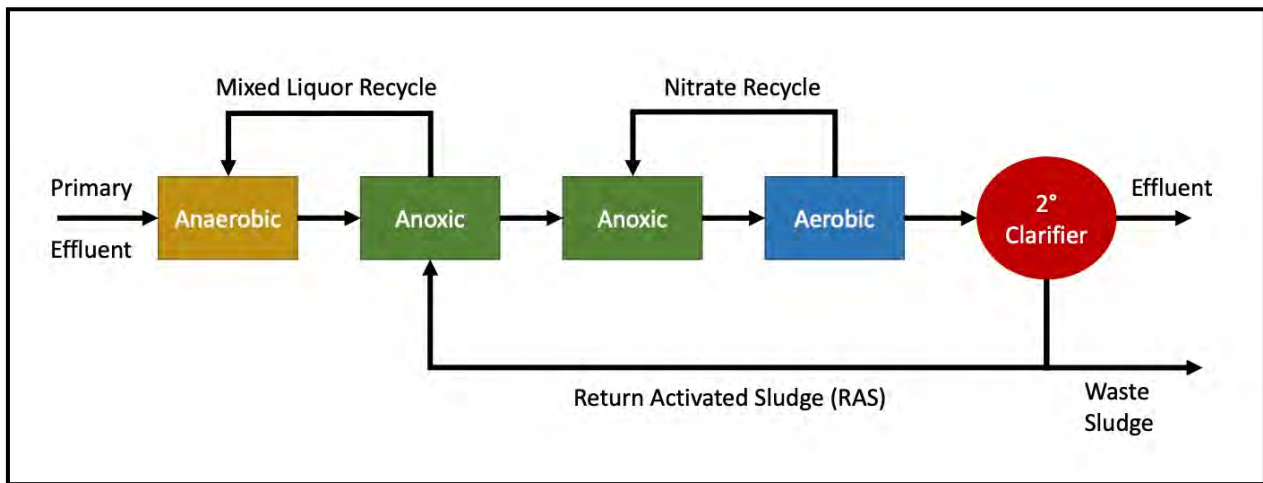 Mixed Liquor Recycle
Nitrate Recycle
Primary
Effluent
Anaerobic
Anoxic
Anoxic
Aerobic
2°
Clarifier
Effluent
Return Activated Sludge (RAS)
Waste
Sludge